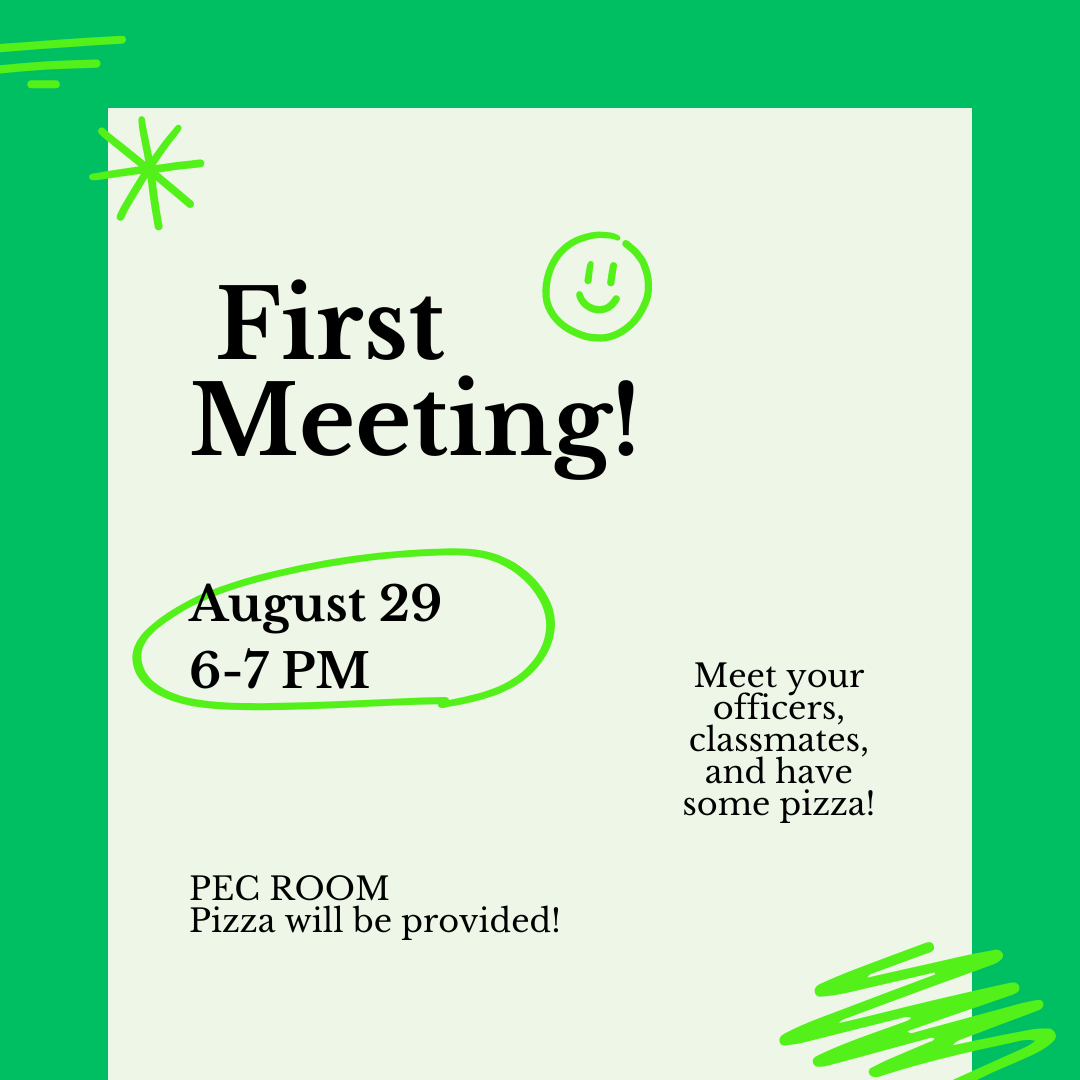 First
Meeting!
August 29
6-7 PM
Meet your
officers,
classmates,
and have
some pizza!
PEC ROOM
Pizza will be provided!